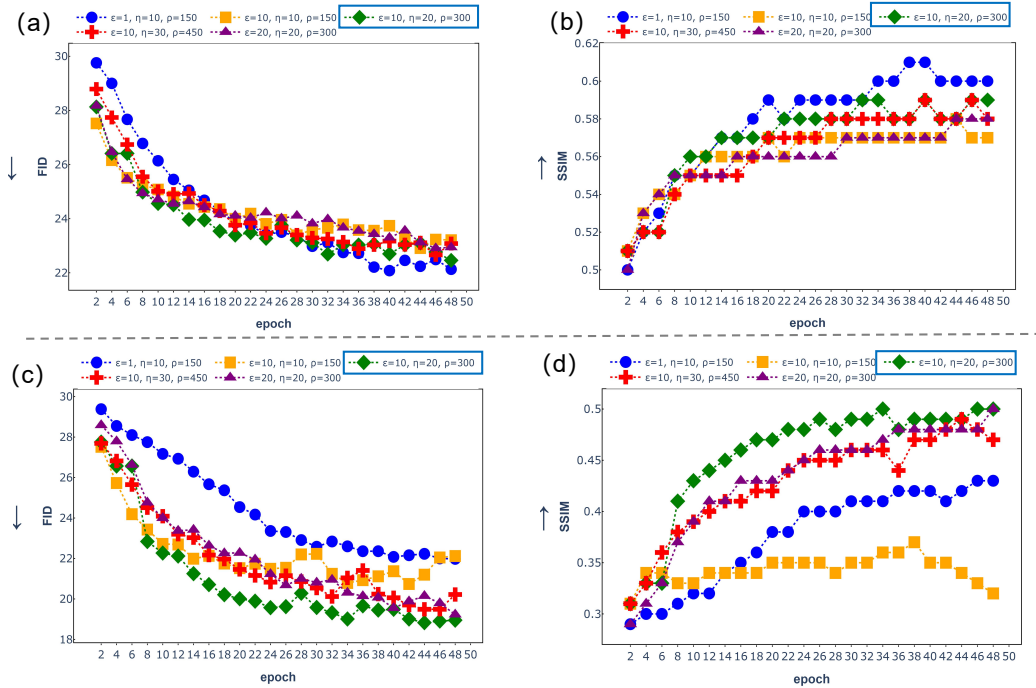 (a)
ε=1, η=10, ρ=150 ε=10, η=10, ρ=150 ε=10, η=20, ρ=300
ε=10, η=30, ρ=450 ε=20, η=20, ρ=300
30
28
26
24
22
↓ FID
2 4 6 8 10 12 14 16 18 20 22 24 26 28 30 32 34 36 38 40 42 44 46 48 50
epoch
(b)
ε=1, η=10, ρ=150 ε=10, η=10, ρ=150 ε=10, η=20, ρ=300
ε=10, η=30, ρ=450 ε=20, η=20, ρ=300
0.62
0.6
0.58
0.56
0.54
0.52
0.5
↑ SSIM
2 4 6 8 10 12 14 16 18 20 22 24 26 28 30 32 34 36 38 40 42 44 46 48 50
epoch
(c)
ε=1, η=10, ρ=150 ε=10, η=10, ρ=150 ε=10, η=20, ρ=300
ε=10, η=30, ρ=450 ε=20, η=20, ρ=300
30
28
26
24
22
20
18
↓ FID
2 4 6 8 10 12 14 16 18 20 22 24 26 28 30 32 34 36 38 40 42 44 46 48 50
epoch
(d)
ε=1, η=10, ρ=150 ε=10, η=10, ρ=150 ε=10, η=20, ρ=300
ε=10, η=30, ρ=450 ε=20, η=20, ρ=300
0.5
0.45
0.4
0.35
0.3
↑ SSIM
2 4 6 8 10 12 14 16 18 20 22 24 26 28 30 32 34 36 38 40 42 44 46 48 50
epoch